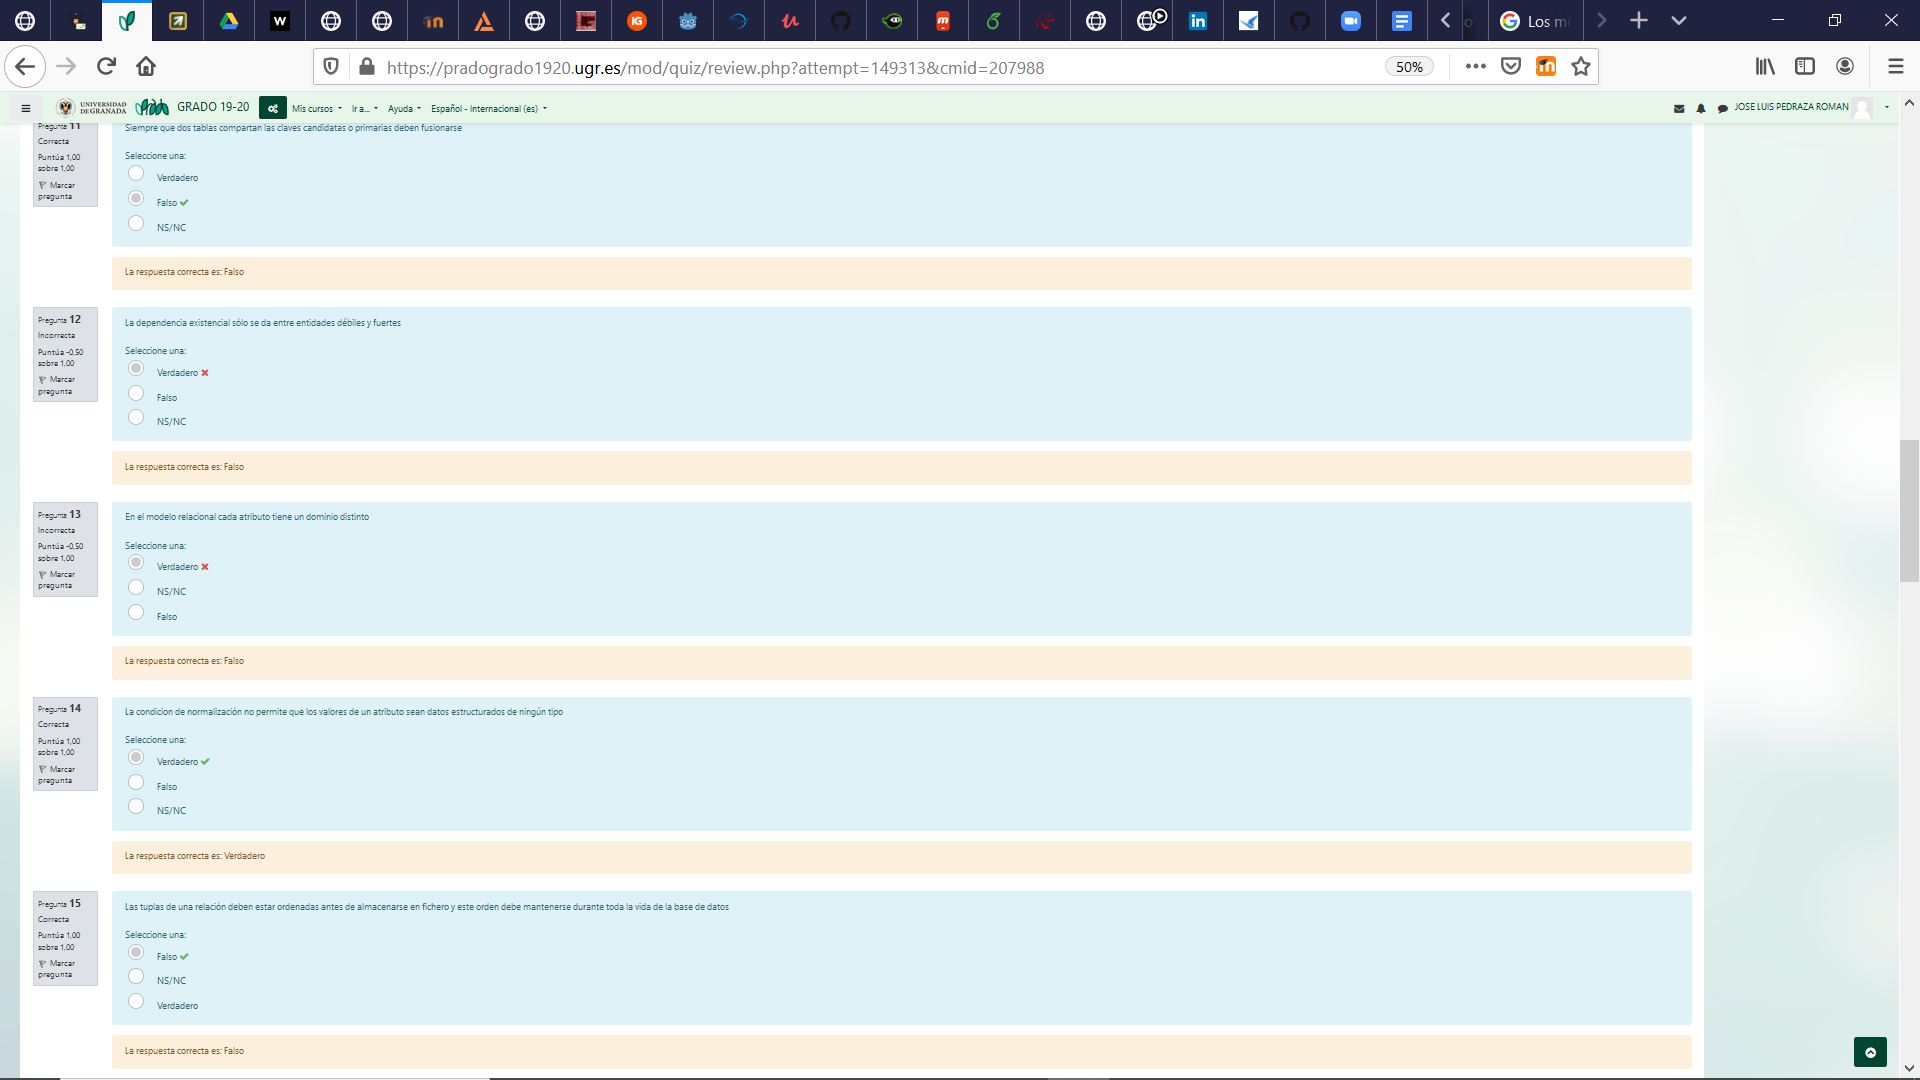 Los m
https://pradogrado1920.ugr.es/mod/quiz/review.php?attempt=149313&cmid=207988
50%
UNIVERSIDAD DE GRANADA
GRADO 19-20
Mis cursos
Ir a...
Ayuda
Español - Internacional (es)
JOSE LUIS PEDRAZA ROMAN
Pregunta 11
Correcta
Puntúa 1,00
sobre 1,00
Marcar
pregunta
Siempre que dos tablas compartan las claves candidatas o primarias deben fusionarse
Seleccione una:
Verdadero
Falso
NS/NC
La respuesta correcta es: Falso
Pregunta 12
Incorrecta
Puntúa -0,50
sobre 1,00
Marcar
pregunta
La dependencia existencial sólo se da entre entidades débiles y fuertes
Seleccione una:
Verdadero
Falso
NS/NC
La respuesta correcta es: Falso
Pregunta 13
Incorrecta
Puntúa -0,50
sobre 1,00
Marcar
pregunta
En el modelo relacional cada atributo tiene un dominio distinto
Seleccione una:
Verdadero
NS/NC
Falso
La respuesta correcta es: Falso
Pregunta 14
Correcta
Puntúa 1,00
sobre 1,00
Marcar
pregunta
La condicion de normalización no permite que los valores de un atributo sean datos estructurados de ningún tipo
Seleccione una:
Verdadero
Falso
NS/NC
La respuesta correcta es: Verdadero
Pregunta 15
Correcta
Puntúa 1,00
sobre 1,00
Marcar
pregunta
Las tuplas de una relación deben estar ordenadas antes de almacenarse en fichero y este orden debe mantenerse durante toda la vida de la base de datos
Seleccione una:
Falso
NS/NC
Verdadero
La respuesta correcta es: Falso